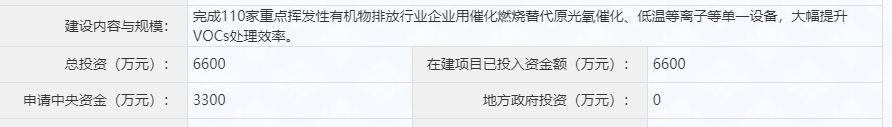 建设内容与规模： 完成110家重点挥发性有机物排放行业企业用催化燃烧替代原光氧催化、低温等离子等单一设备，大幅提升
VOCs处理效率。
总投资（万元）： 6600 在建项目已投入资金额（万元）： 6600
申请中央资金（万元）： 3300 地方政府投资（万元）： 0